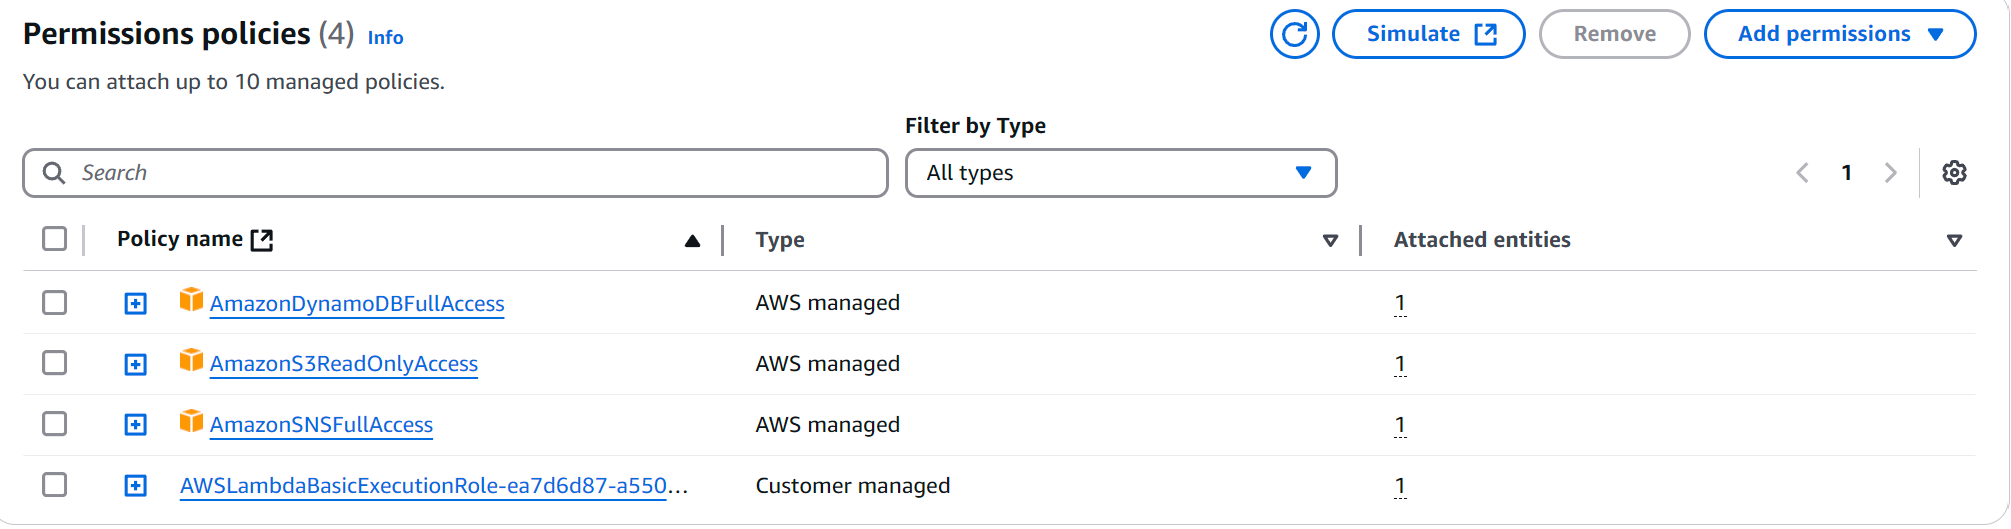 Permissions policies (4) Info
Simulate
Remove
Add permissions
You can attach up to 10 managed policies.
Filter by Type
Search
All types
1
Policy name
Type
Attached entities
AmazonDynamoDBFullAccess AWS managed 1
AmazonS3ReadOnlyAccess AWS managed 1
AmazonSNSFullAccess AWS managed 1
AWSLambdaBasicExecutionRole-ea7d6d87-a550... Customer managed 1